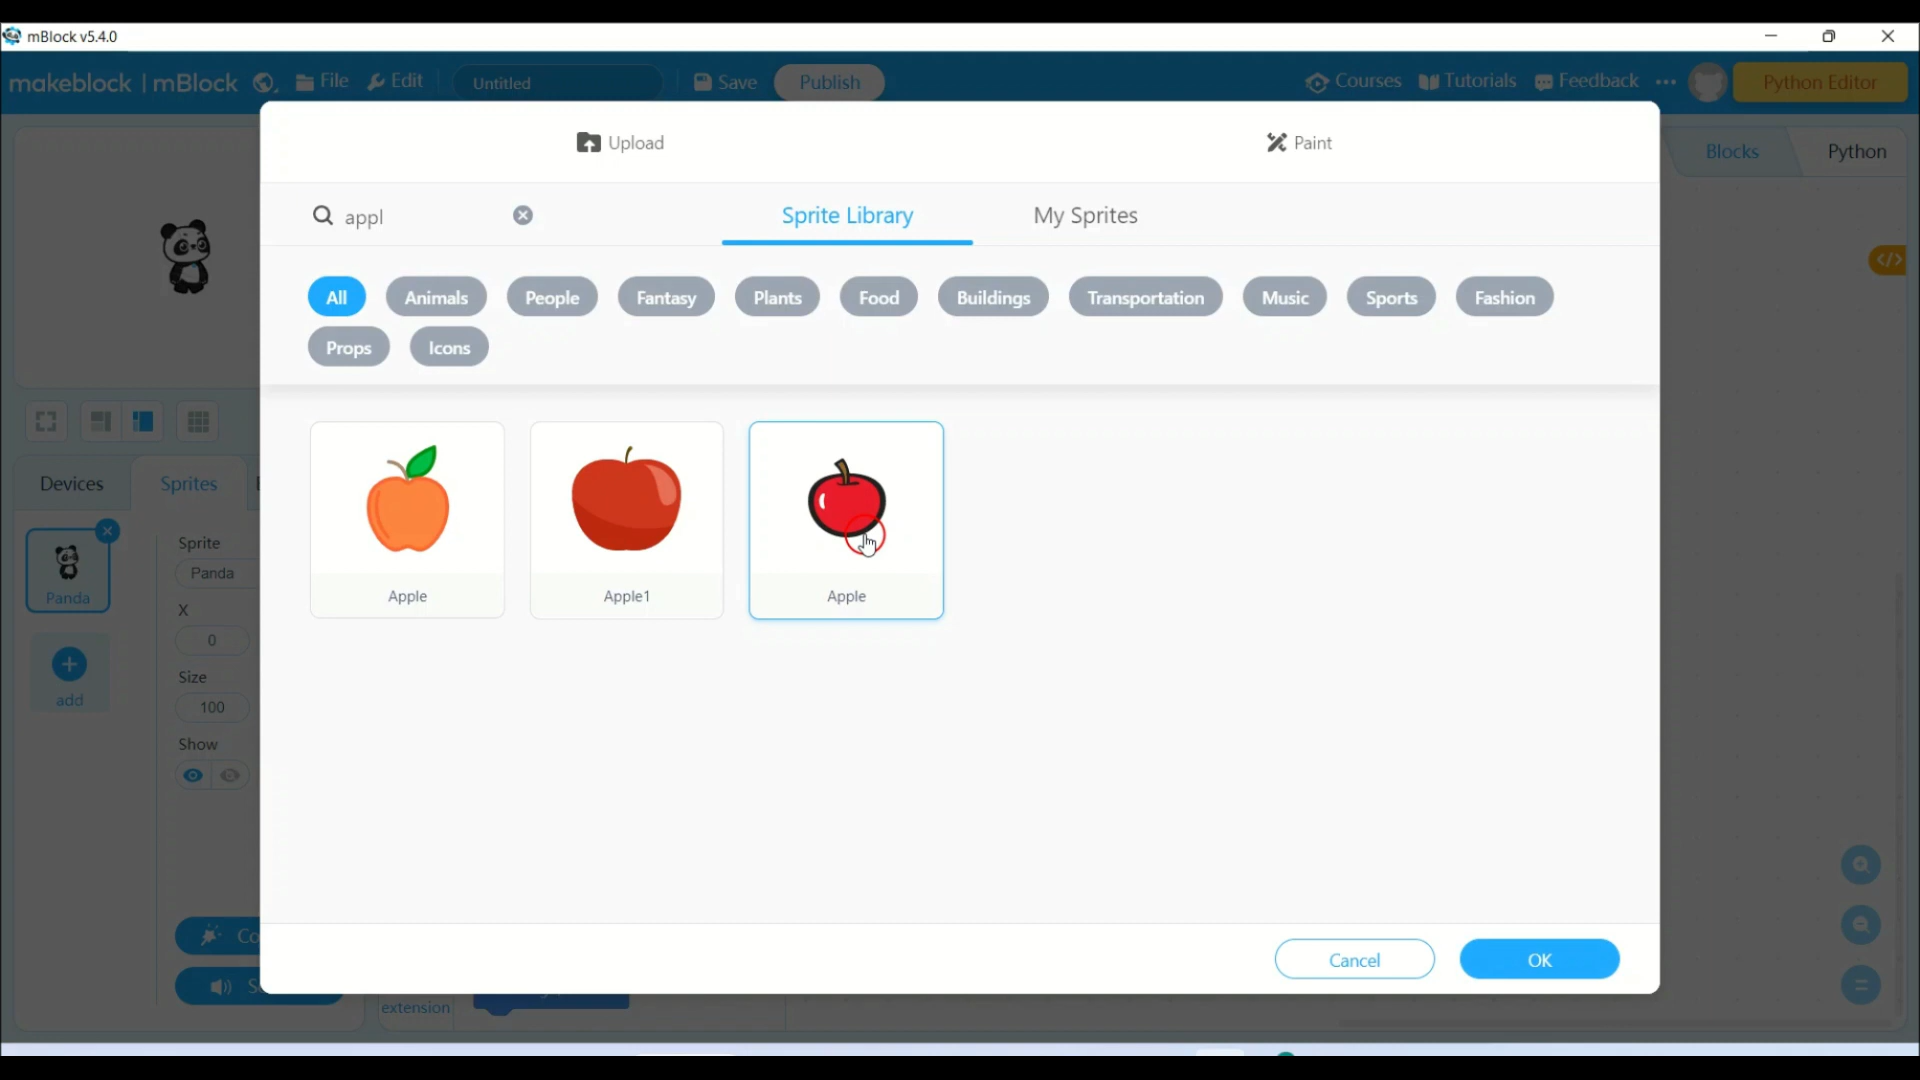 mBlock v5.4.0
makeblock | mBlock File Edit Untitled Save Publish Courses Tutorials Feedback Python Editor
Upload Paint
Blocks Python
appl Sprite Library My Sprites
All Animals People Fantasy Plants Food Buildings Transportation Music Sports Fashion
Props Icons
Devices Sprites
Apple Apple1 Apple
Sprite
Panda
Panda
X
0
Size
100
add
Show
Co
Cancel OK
S
extension